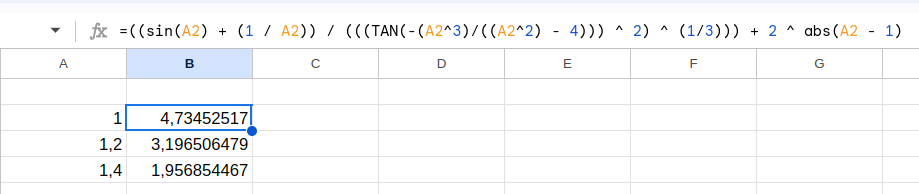 fx =((sin(A2) + (1 / A2)) / (((TAN(-(A2^3)/((A2^2) - 4))) ^ 2) ^ (1/3))) + 2 ^ abs(A2 - 1)
A B C D E F G
1 4,73452517
1,2 3,196506479
1,4 1,956854467